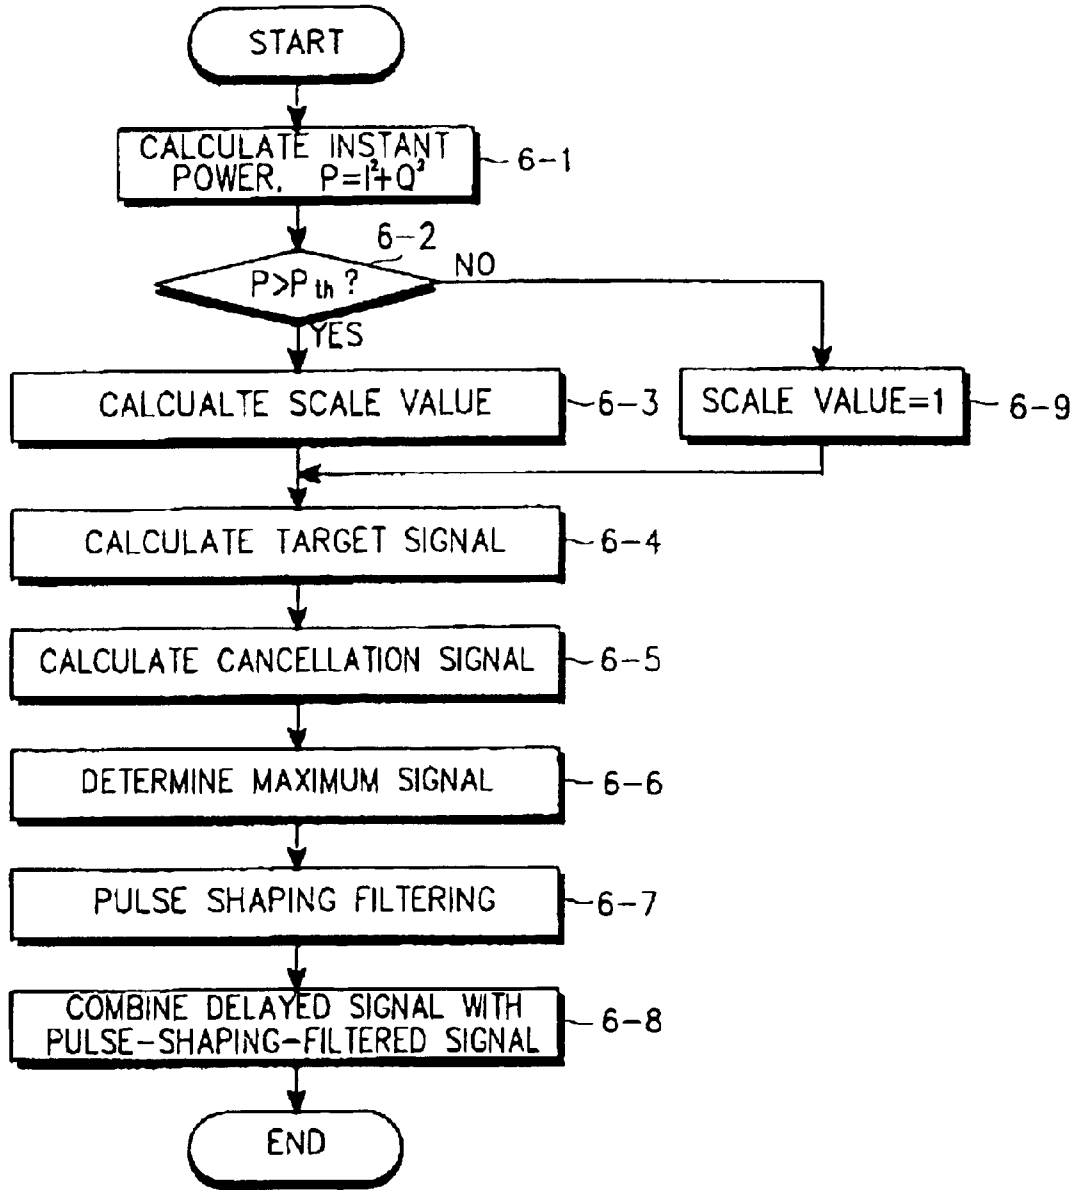 START
CALCULATE INSTANT
POWER. P=I²+Q³
6-1
6-2
P>Pth ?
NO
YES
CALCUALTE SCALE VALUE
6-3
SCALE VALUE=1
6-9
CALCULATE TARGET SIGNAL
6-4
CALCULATE CANCELLATION SIGNAL
6-5
DETERMINE MAXIMUM SIGNAL
6-6
PULSE SHAPING FILTERING
6-7
COMBINE DELAYED SIGNAL WITH
PULSE-SHAPING-FILTERED SIGNAL
6-8
END